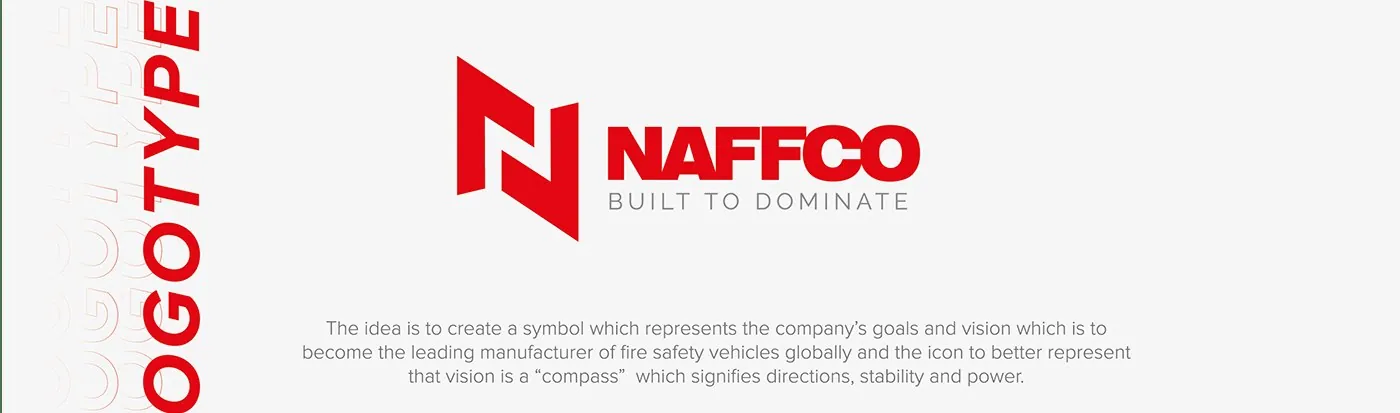 OGOTYPE
NAFFCO
BUILT TO DOMINATE
The idea is to create a symbol which represents the company’s goals and vision which is to
become the leading manufacturer of fire safety vehicles globally and the icon to better represent
that vision is a “compass”  which signifies directions, stability and power.